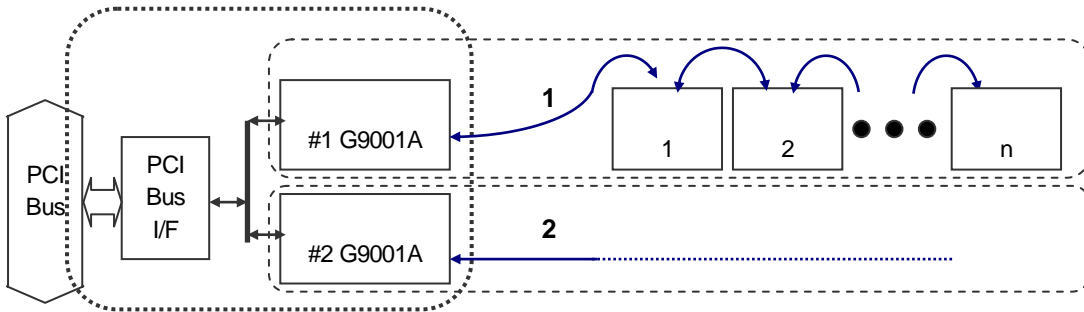 PCI
Bus
PCI
Bus
I/F
#1 G9001A
#2 G9001A
1
2
1
2
n